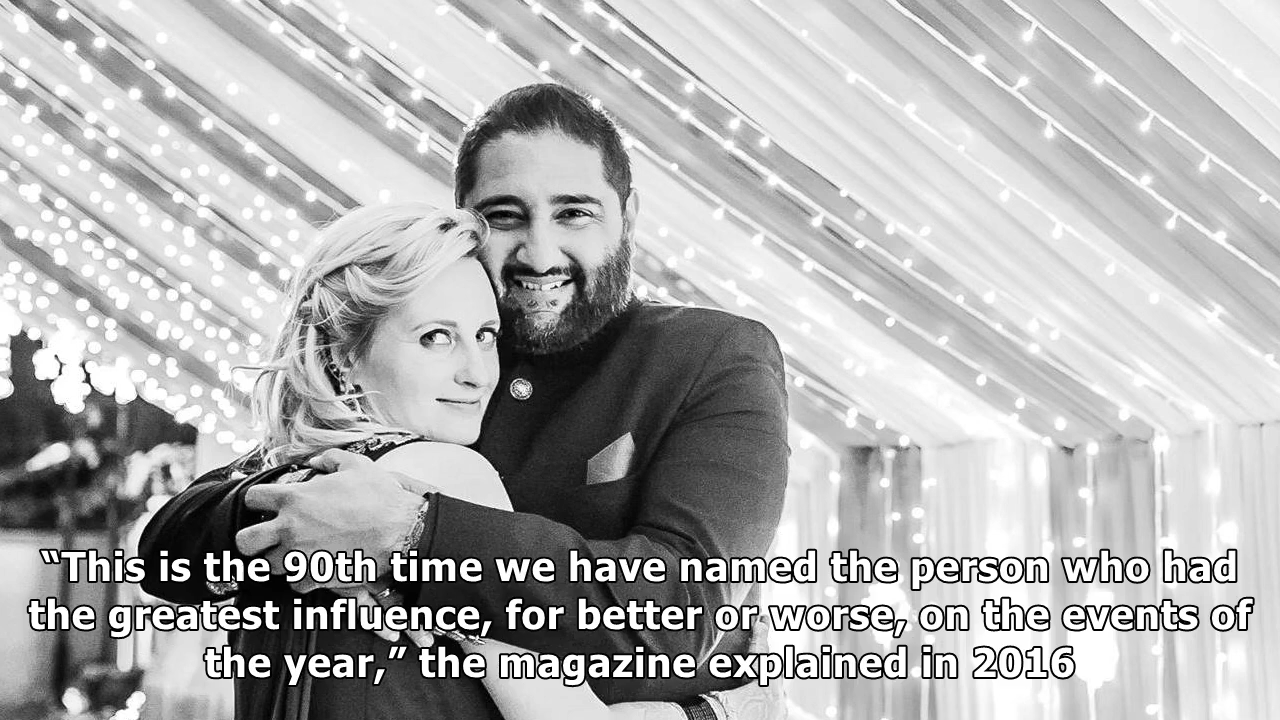 “This is the 90th time we have named the person who had
the greatest influence, for better or worse, on the events of
the year,” the magazine explained in 2016